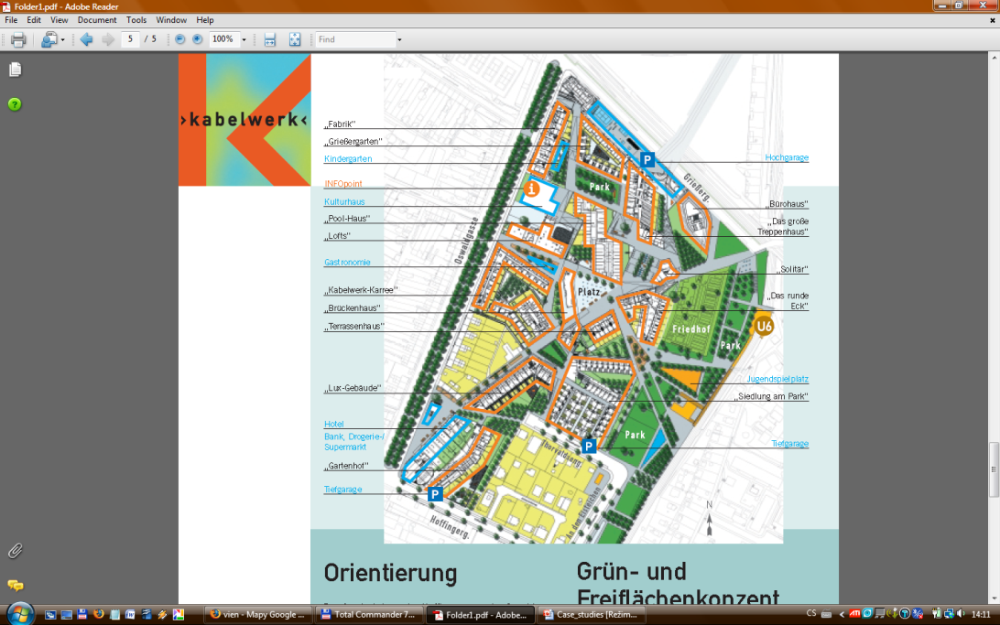 Folder1.pdf - Adobe Reader
File Edit View Document Tools Window Help
5 / 5 100% Find
›kabelwerk‹
„Fabrik"
„Grießergarten"
Kindergarten
INFOpoint
Kulturhaus
„Pool-Haus"
„Lofts"
Gastronomie
„Kabelwerk-Karree"
„Brückenhaus"
„Terrassenhaus"
„Lux-Gebäude"
Hotel
Bank, Drogerie-/
Supermarkt
„Gartenhof"
Tiefgarage
Oswaldgasse
i
Park
P
Grießerg.
Platz
Friedhof
Park
U6
Park
P
Thorvaldseng.
An den Eisteichen
P
Hoffingerg.
N
Hochgarage
„Bürohaus"
„Das große
Treppenhaus"
„Solitär"
„Das runde
Eck"
Jugendspielplatz
„Siedlung am Park"
Tiefgarage
Orientierung
Grün- und
Freiflächenkonzept
vien - Mapy Google ...
Total Commander 7....
Folder1.pdf - Adobe...
Case_studies [Režim...
CS
14:11